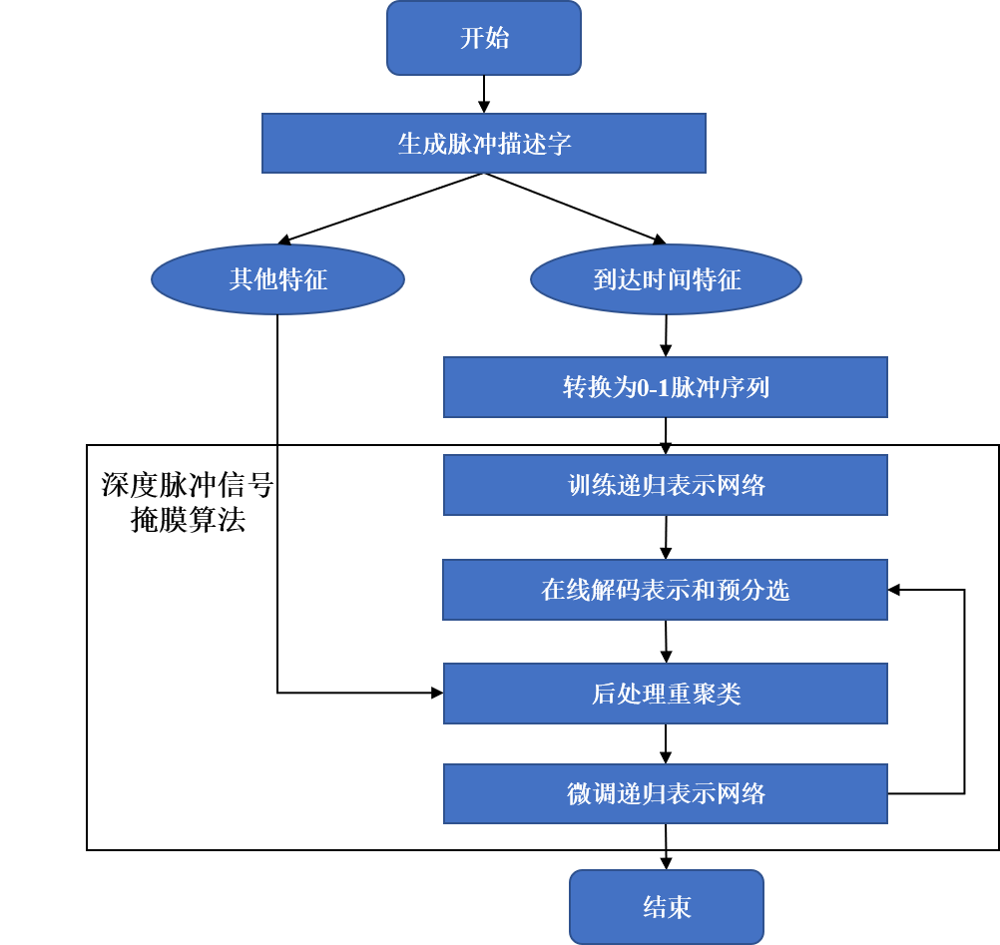 开始
生成脉冲描述字
其他特征
到达时间特征
转换为0-1脉冲序列
深度脉冲信号
掩膜算法
训练递归表示网络
在线解码表示和预分选
后处理重聚类
微调递归表示网络
结束